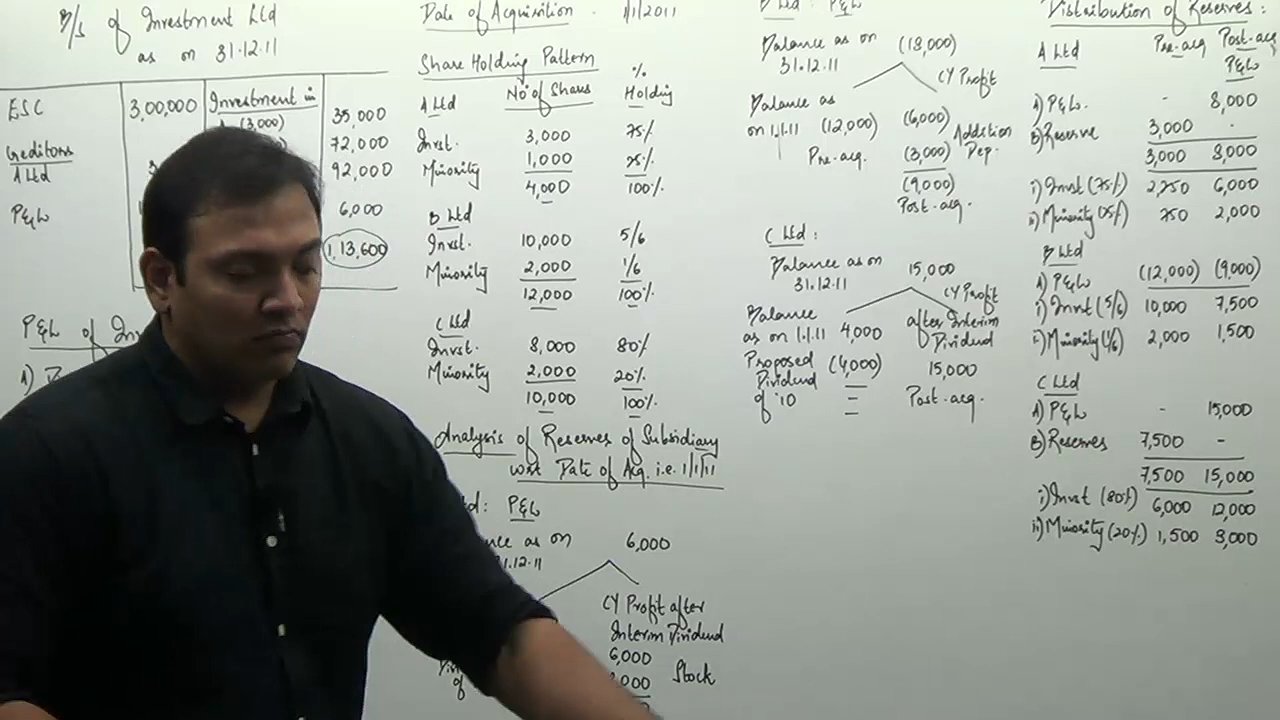 B/S of Investment Ltd
as on 31.12.11
ESC 3,00,000 Investment in 35,000
(3,000)
Creditors 72,000
A Ltd 92,000
P&L 6,000
1,13,600
P&L of
A)
Date of Acquisition 1/1/2011
Share Holding Pattern
A Ltd No of Shares % Holding
Invst. 3,000 75%
Minority 1,000 25%
4,000 100%
B Ltd
Invst. 10,000 5/6
Minority 2,000 1/6
12,000 100%
C Ltd
Invst. 8,000 80%
Minority 2,000 20%
10,000 100%
Analysis of Reserves of Subsidiary
wrt Date of Acq. i.e. 1/1/11
P&L
as on 6,000
.12.11
CY Profit after
Interim Dividend
6,000
of 000 Stock
B Ltd: P&L
Balance as on (18,000)
31.12.11
CY Profit
Balance as
on 1.1.11 (12,000) (6,000)
Pre-acq. (3,000) Addition Dep.
(9,000)
Post-acq.
C Ltd:
Balance as on 15,000
31.12.11
CY Profit
Balance after Interim
as on 1.1.11 4,000 Dividend
Proposed (4,000) 15,000
Dividend
of '10 Post-acq.
Distribution of Reserves:
A Ltd Pre-acq Post-acq
P&L
A) P&L. - 8,000
B) Reserve 3,000 -
3,000 8,000
i) Invst (75%) 2,250 6,000
ii) Minority (25%) 750 2,000
B Ltd
A) P&L (12,000) (9,000)
i) Invst (5/6) 10,000 7,500
ii) Minority (1/6) 2,000 1,500
C Ltd
A) P&L - 15,000
B) Reserves 7,500 -
7,500 15,000
i) Invst (80%) 6,000 12,000
ii) Minority (20%) 1,500 3,000